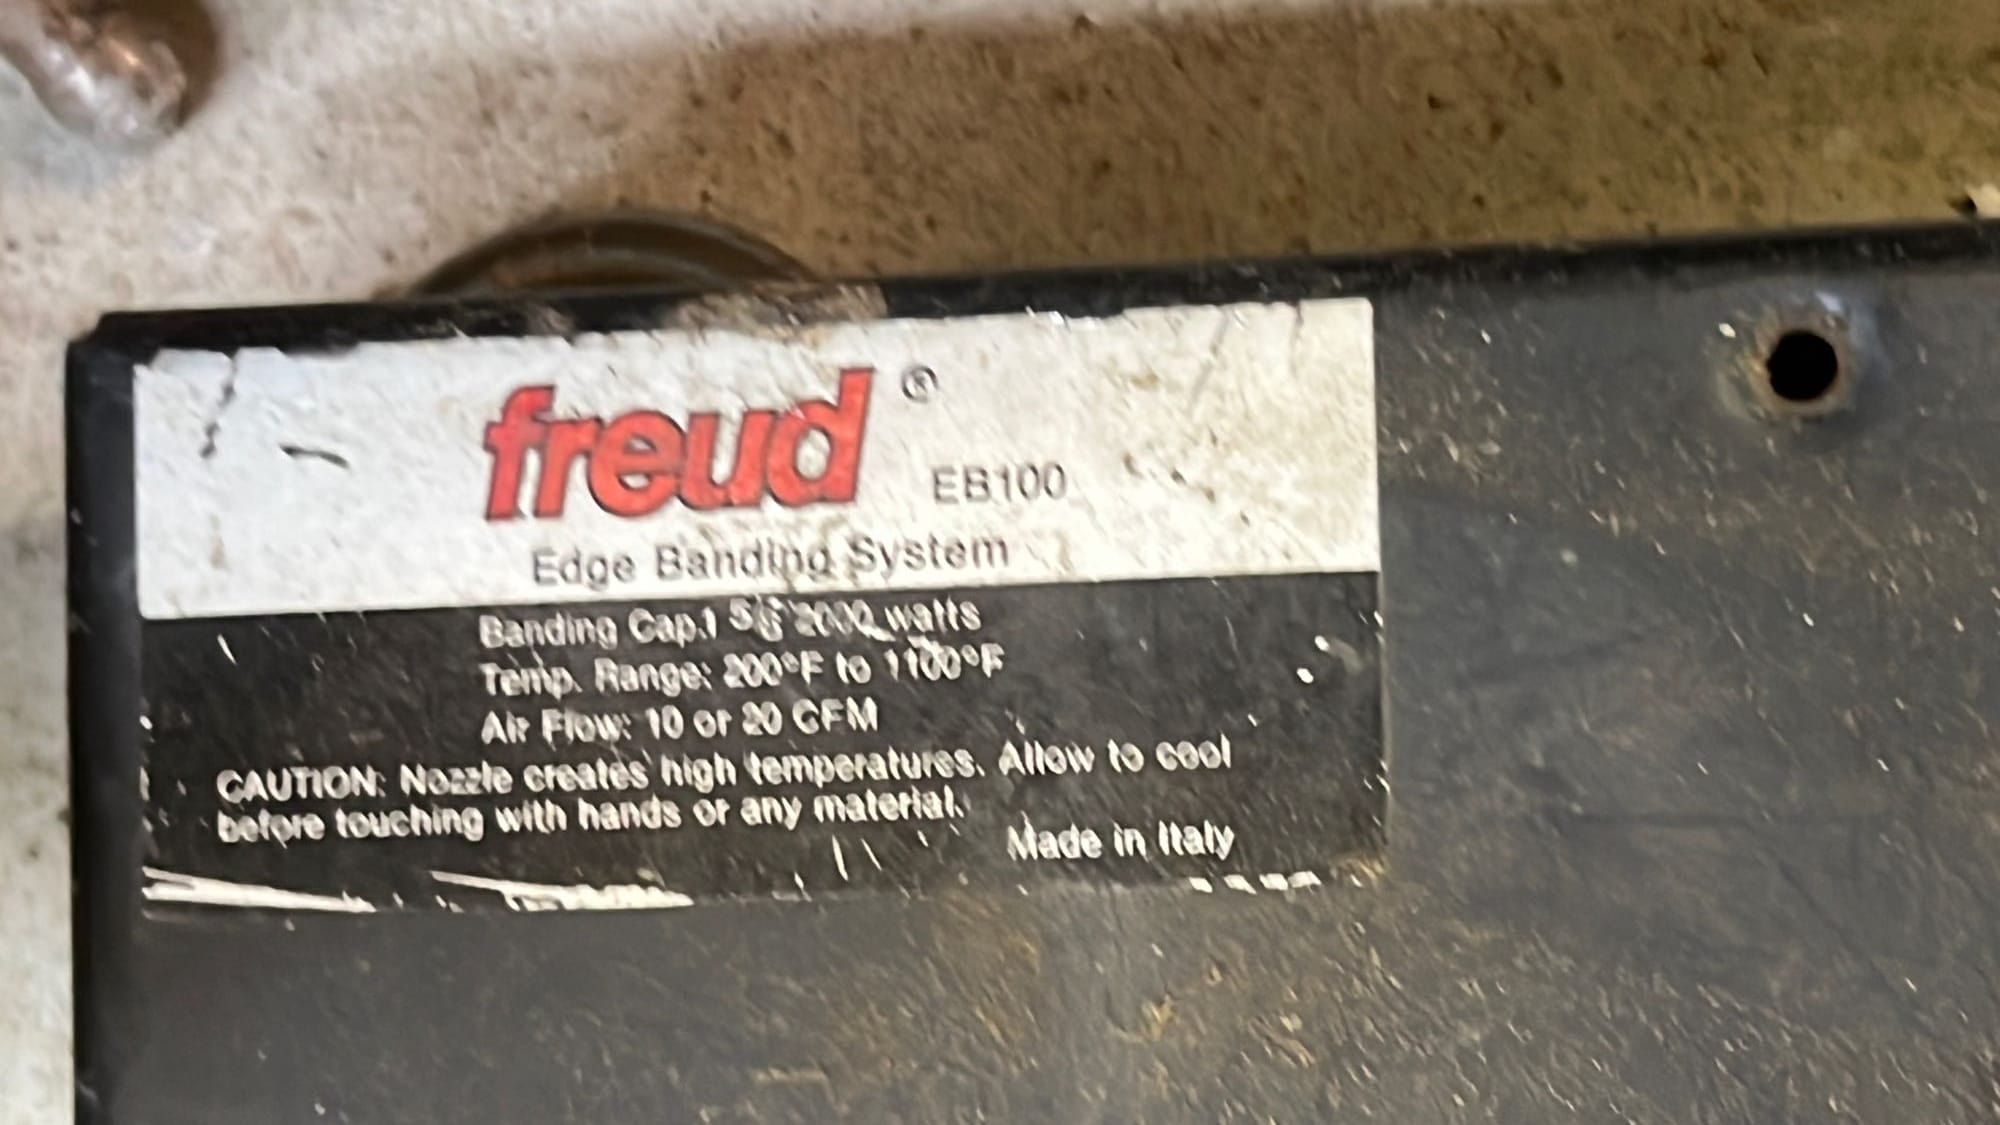 freud ®
EB100
Edge Banding System
Banding Cap.1 5/8 2000 watts
Temp. Range: 200°F to 1100°F
Air Flow: 10 or 20 CFM
CAUTION: Nozzle creates high temperatures. Allow to cool
before touching with hands or any material.
Made in Italy